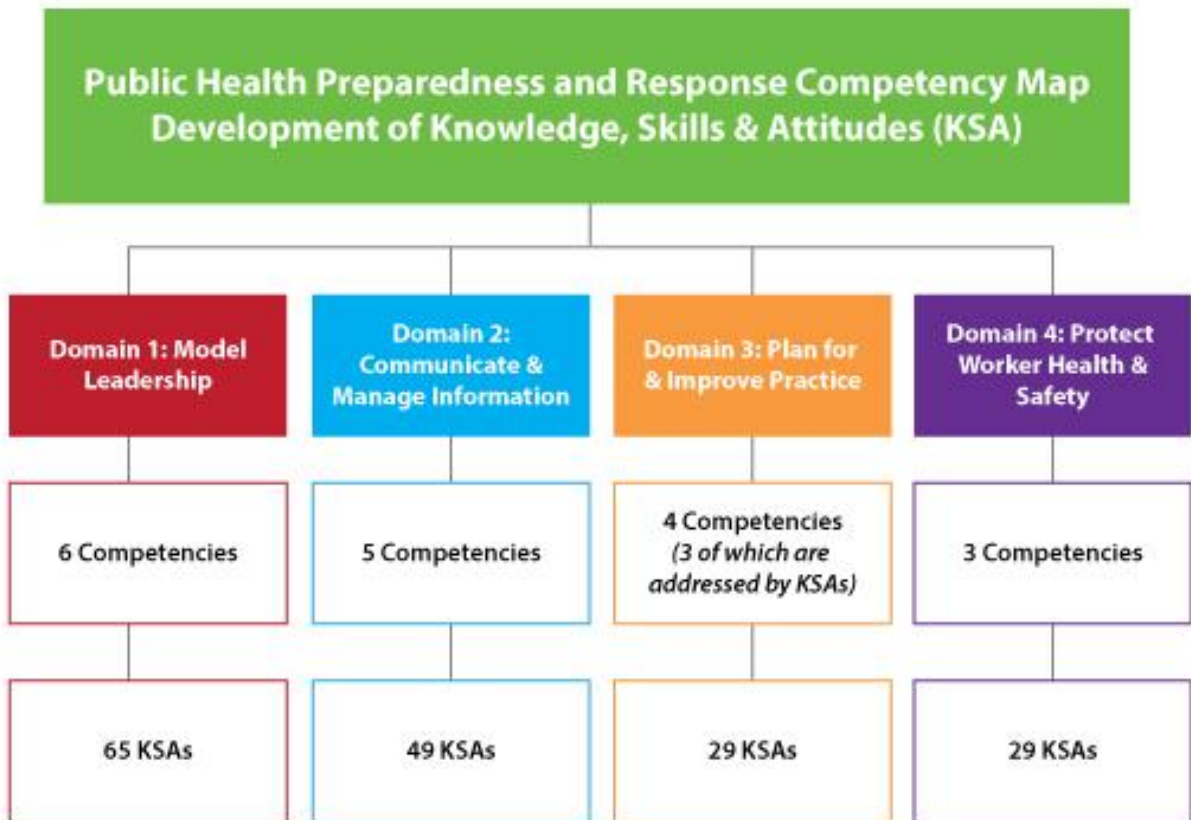 Public Health Preparedness and Response Competency Map
Development of Knowledge, Skills & Attitudes (KSA)
Domain 1: Model
Leadership
Domain 2:
Communicate &
Manage Information
Domain 3: Plan for
& Improve Practice
Domain 4: Protect
Worker Health &
Safety
6 Competencies
5 Competencies
4 Competencies
(3 of which are
addressed by KSAs)
3 Competencies
65 KSAs
49 KSAs
29 KSAs
29 KSAs